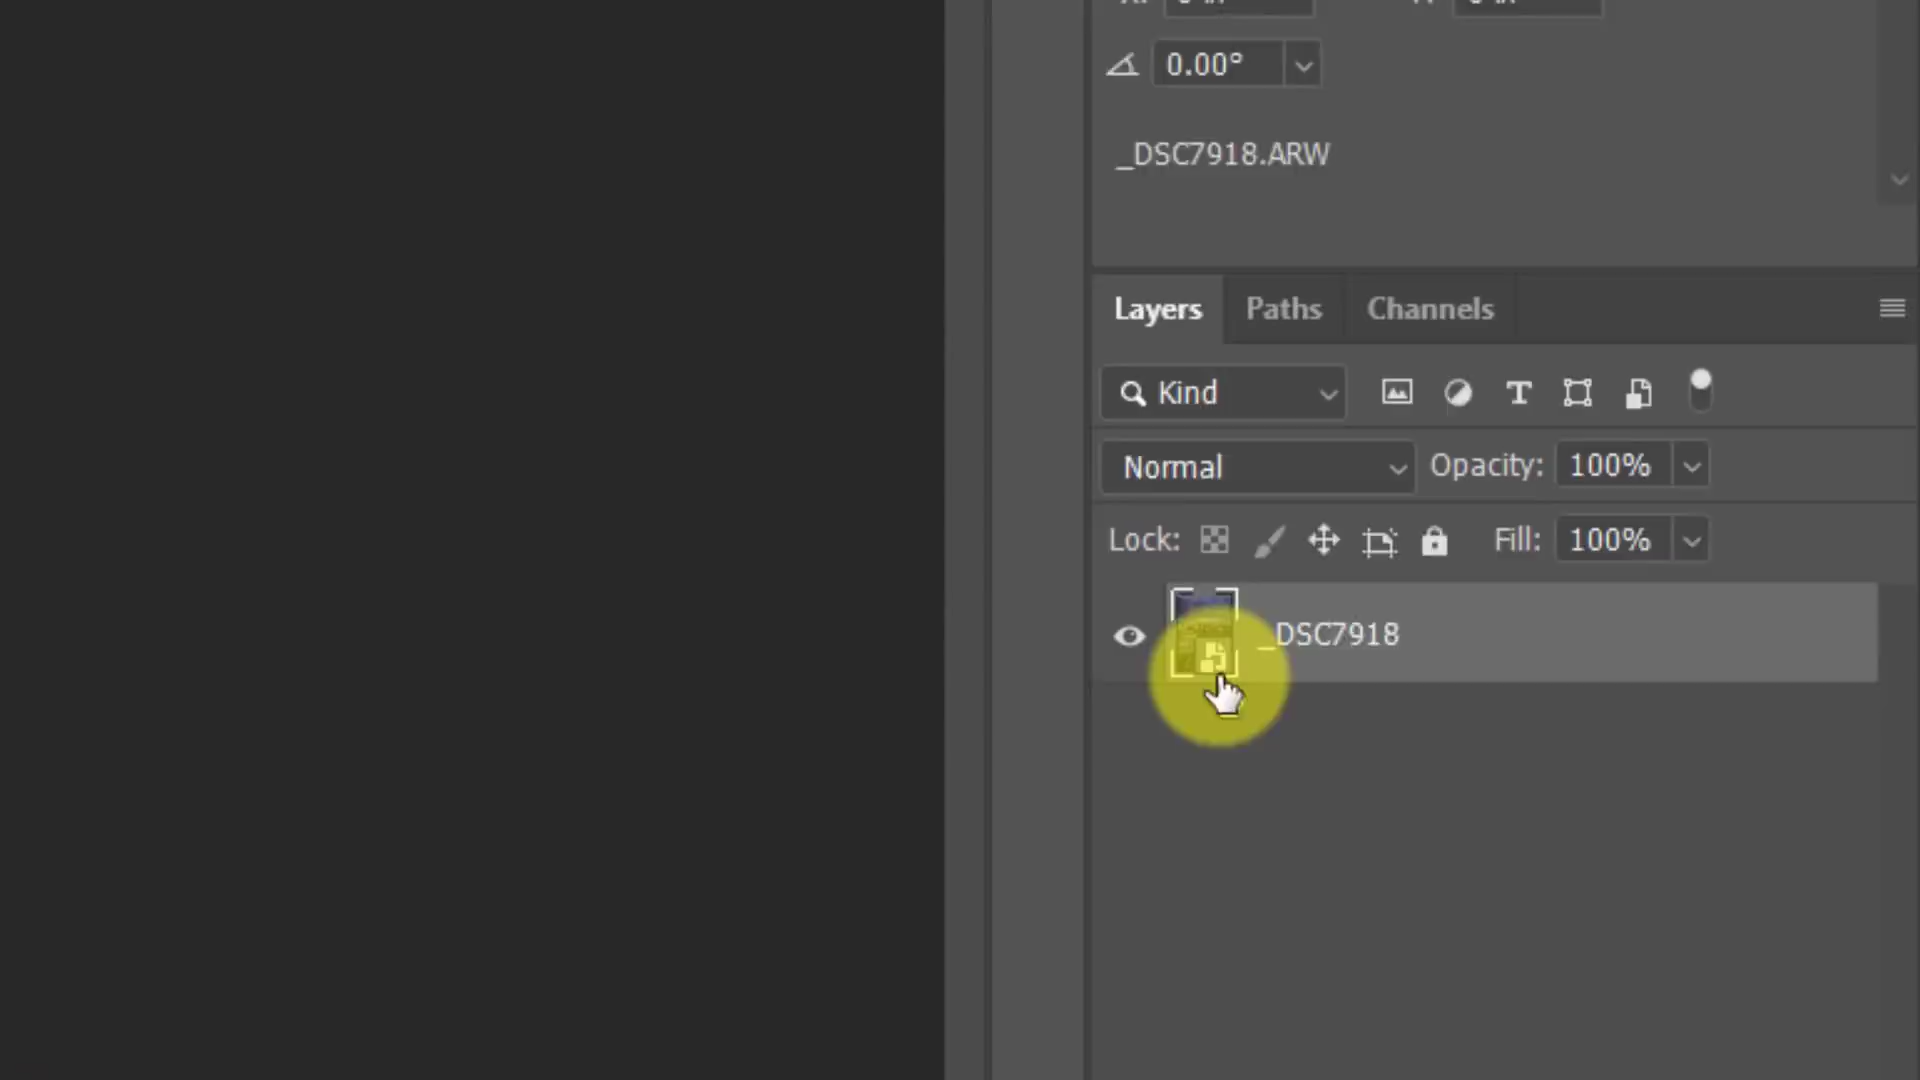 0.00°
_DSC7918.ARW
Layers Paths Channels
Kind
Normal Opacity: 100%
Lock: Fill: 100%
_DSC7918